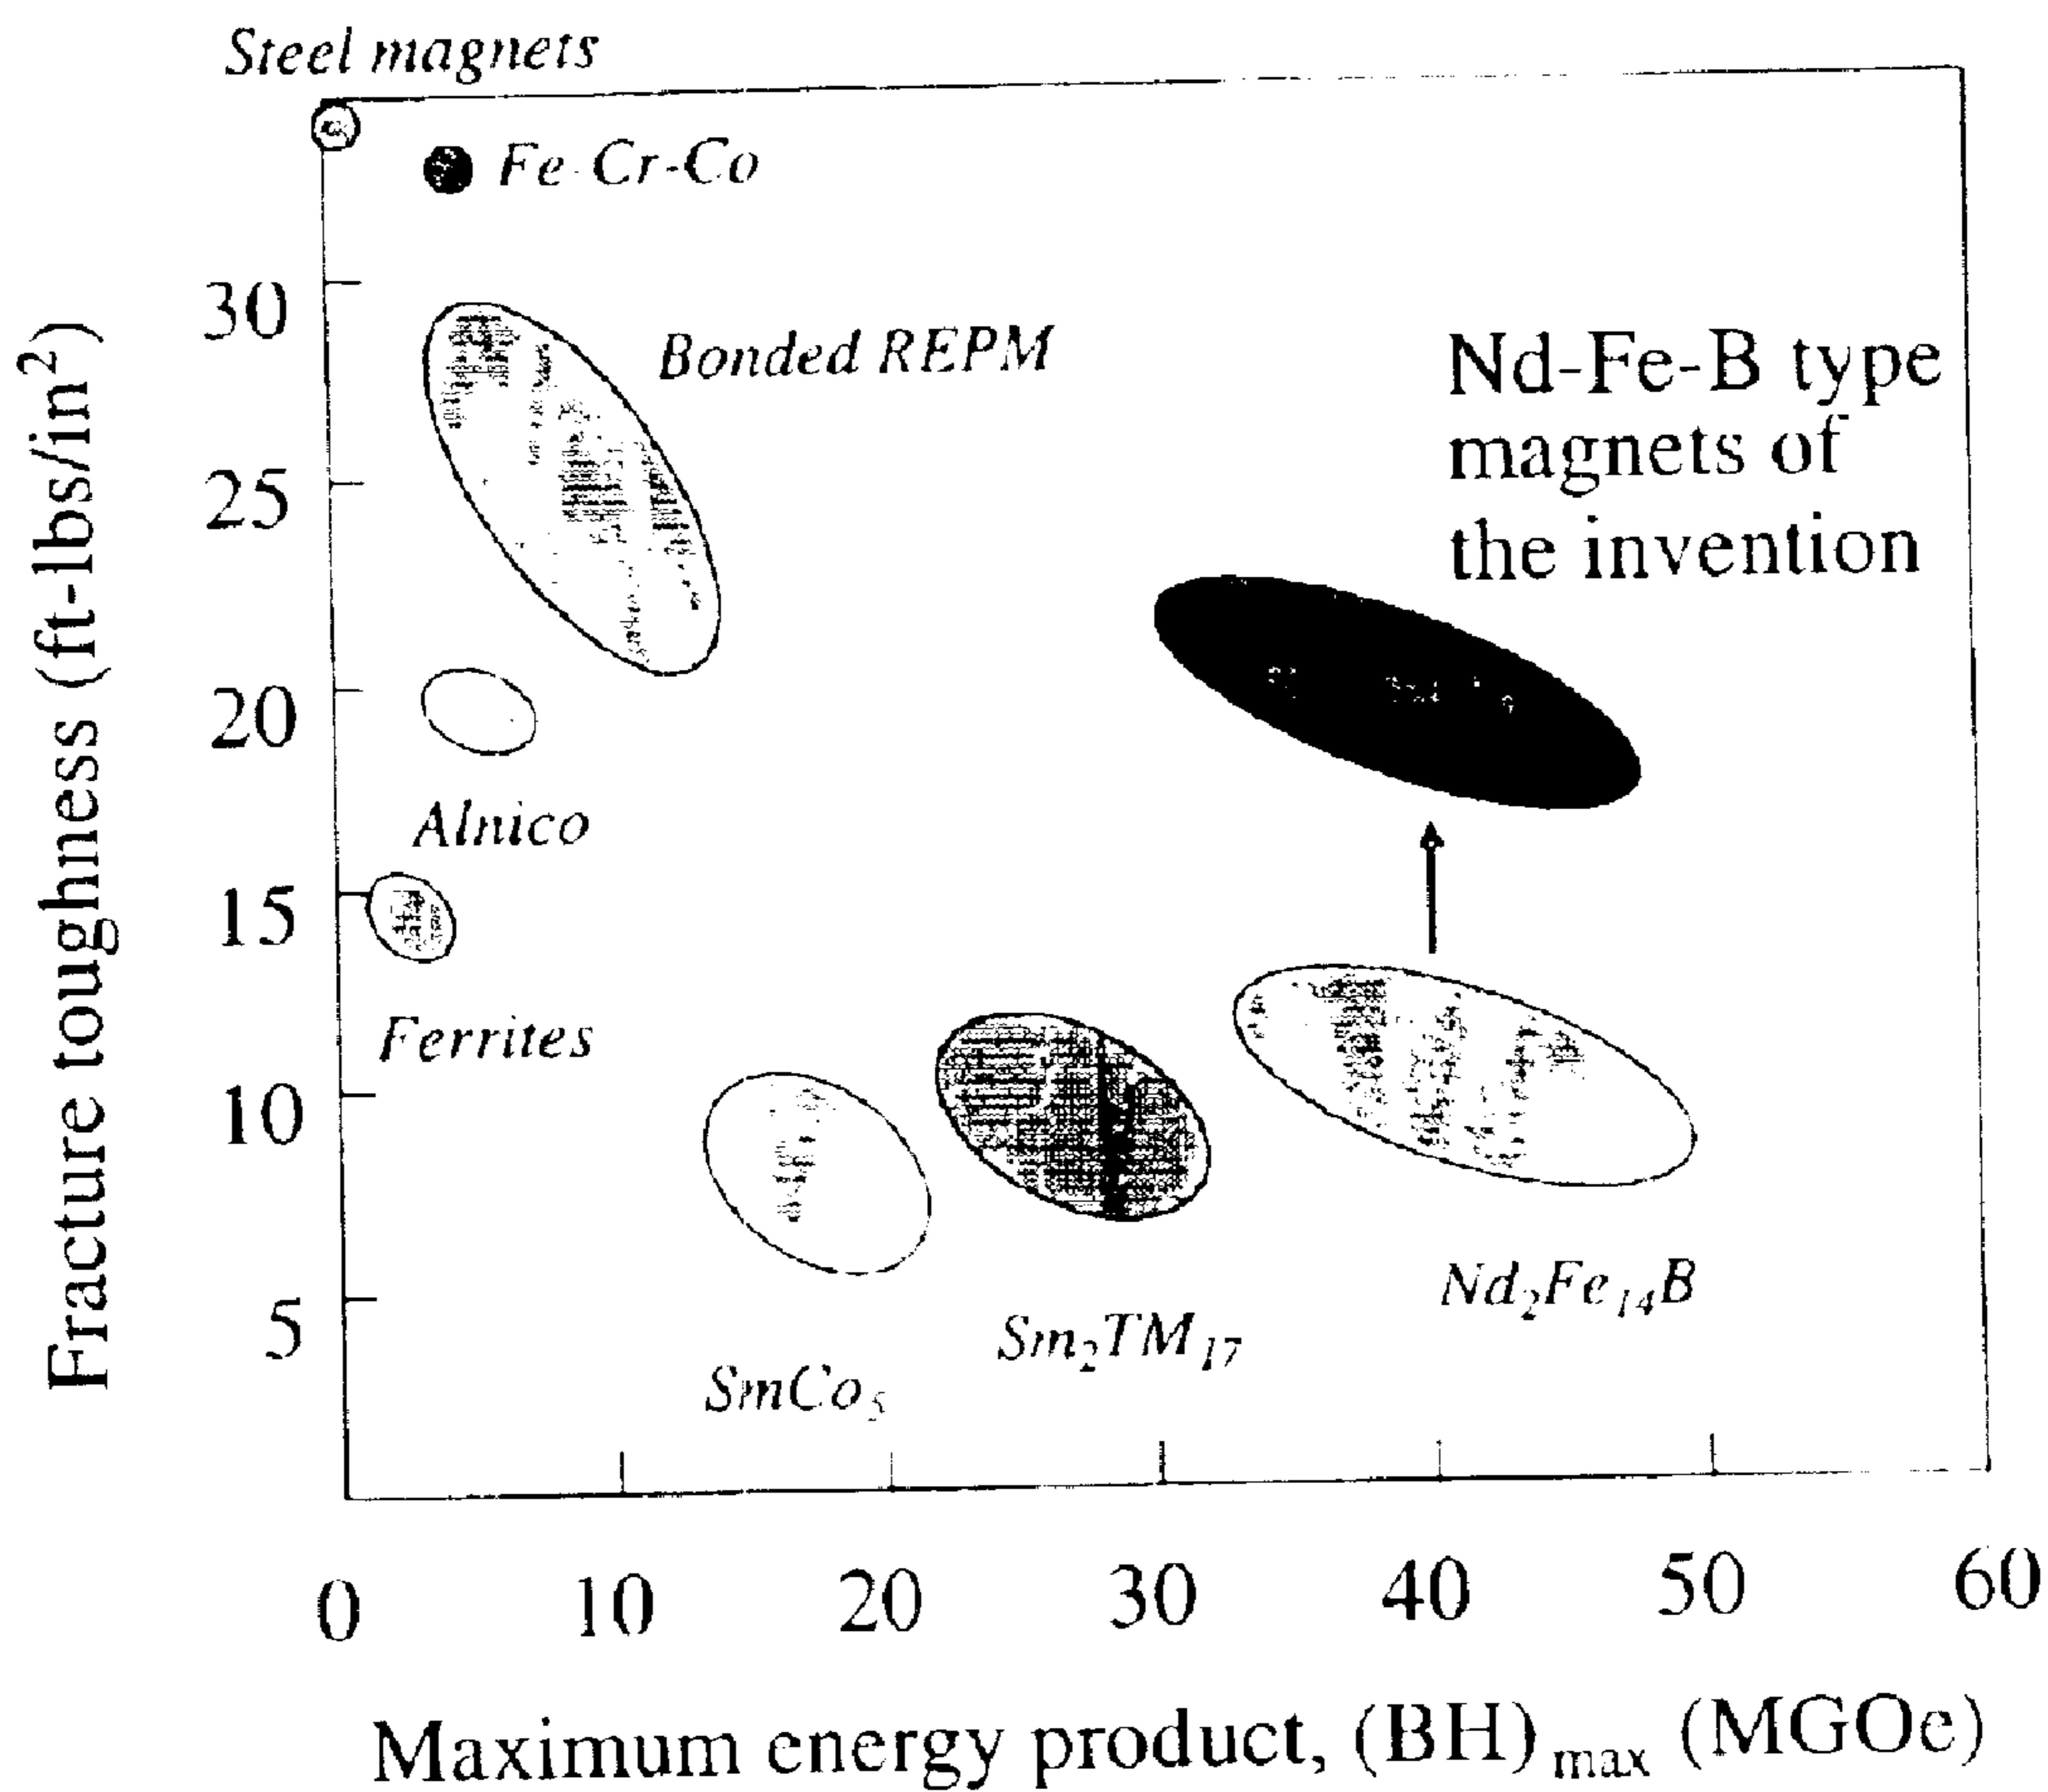 Steel magnets
Fe-Cr-Co
30
Bonded REPM
Nd-Fe-B type
magnets of
the invention
25
20
Alnico
15
Ferrites
10
5
Nd₂Fe₁₄B
Sm₂TM₁₇
SmCo₅
0 10 20 30 40 50 60
Fracture toughness (ft-lbs/in²)
Maximum energy product, (BH)max (MGOe)